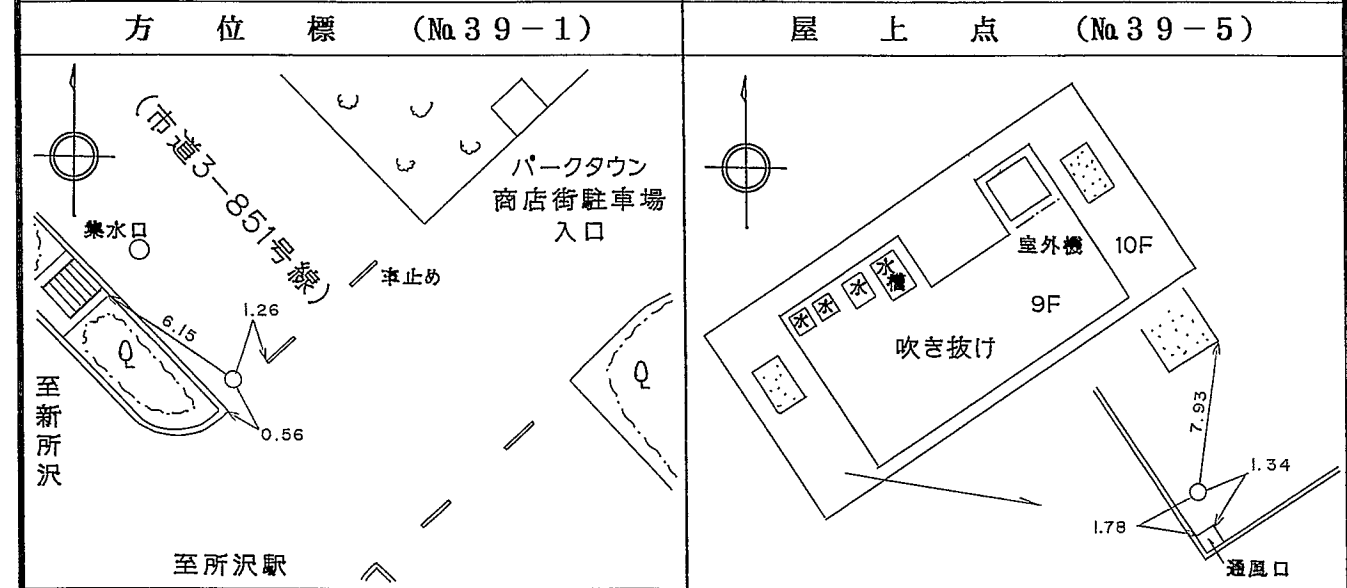 方位標 (№39-1)
(市道3-851号線)
パークタウン
商店街駐車場
入口
集水口
車止め
1.26
6.15
0.56
至新所沢
至所沢駅
屋上点 (№39-5)
室外機
10F
水
水
水
水槽
9F
吹き抜け
7.93
1.34
1.78
通風口